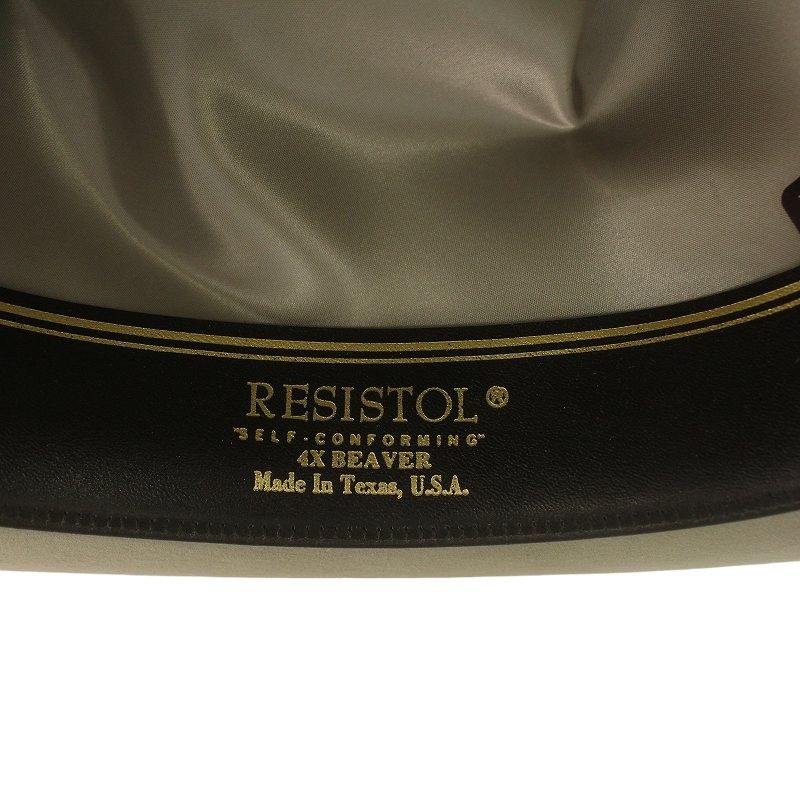 RESISTOL®
"SELF-CONFORMING"
4X BEAVER
Made In Texas, U.S.A.